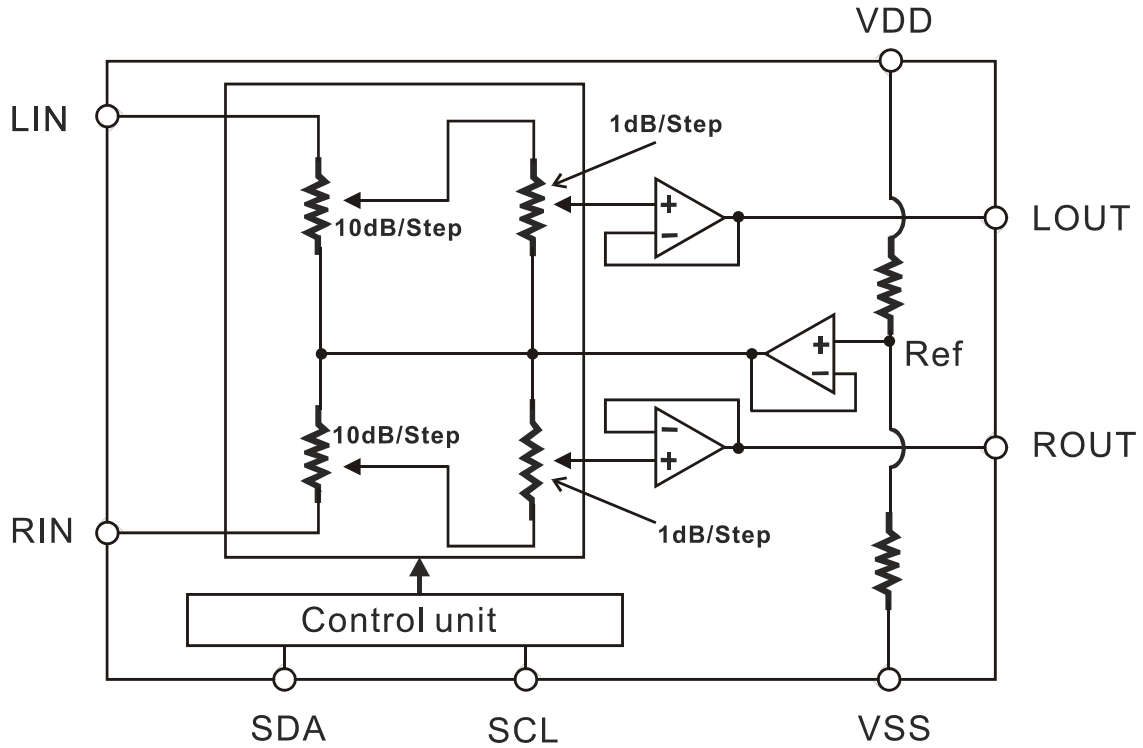 VDD
LIN
1dB/Step
+
−
10dB/Step
LOUT
+
−
Ref
10dB/Step
−
+
ROUT
RIN
1dB/Step
Control unit
SDA
SCL
VSS